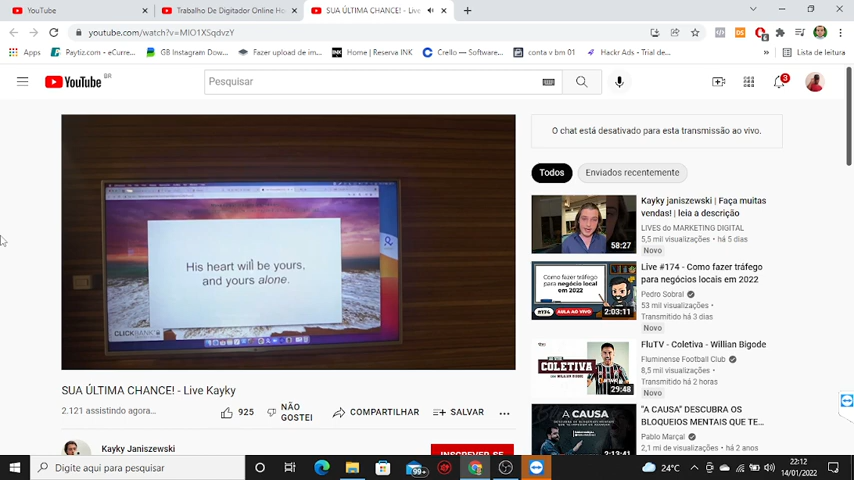 YouTube
Trabalho De Digitador Online Ho
SUA ÚLTIMA CHANCE! - Live
youtube.com/watch?v=MIO1XSqdvzY
Apps
Paytiz.com - eCurre...
GB Instagram Down...
Fazer upload de im...
Home | Reserva INK
Crello — Software...
conta v bm 01
Hackr Ads - Trial de...
Lista de leitura
YouTube BR
Pesquisar
3
His heart will be yours,
and yours alone.
CLICKBANK
SUA ÚLTIMA CHANCE! - Live Kayky
2.121 assistindo agora...
925
NÃO GOSTEI
COMPARTILHAR
SALVAR
Kayky Janiszewski
INSCREVER-SE
O chat está desativado para esta transmissão ao vivo.
Todos
Enviados recentemente
58:27
Kayky janiszewski | Faça muitas
vendas! | leia a descrição
LIVES do MARKETING DIGITAL
5,5 mil visualizações • há 5 dias
Novo
Como fazer tráfego
para negócio local
em 2022
#174
AULA AO VIVO
2:03:11
Live #174 - Como fazer tráfego
para negócios locais em 2022
Pedro Sobral
53 mil visualizações •
Transmitido há 3 dias
Novo
COLETIVA
29:48
FluTV - Coletiva - Willian Bigode
Fluminense Football Club
8,5 mil visualizações •
Transmitido há 2 horas
Novo
A CAUSA
2:13:41
"A CAUSA" DESCUBRA OS
BLOQUEIOS MENTAIS QUE TE...
Pablo Marçal
2,1 mi de visualizações • há 2 anos
Digite aqui para pesquisar
99+
24°C
22:12
14/01/2022